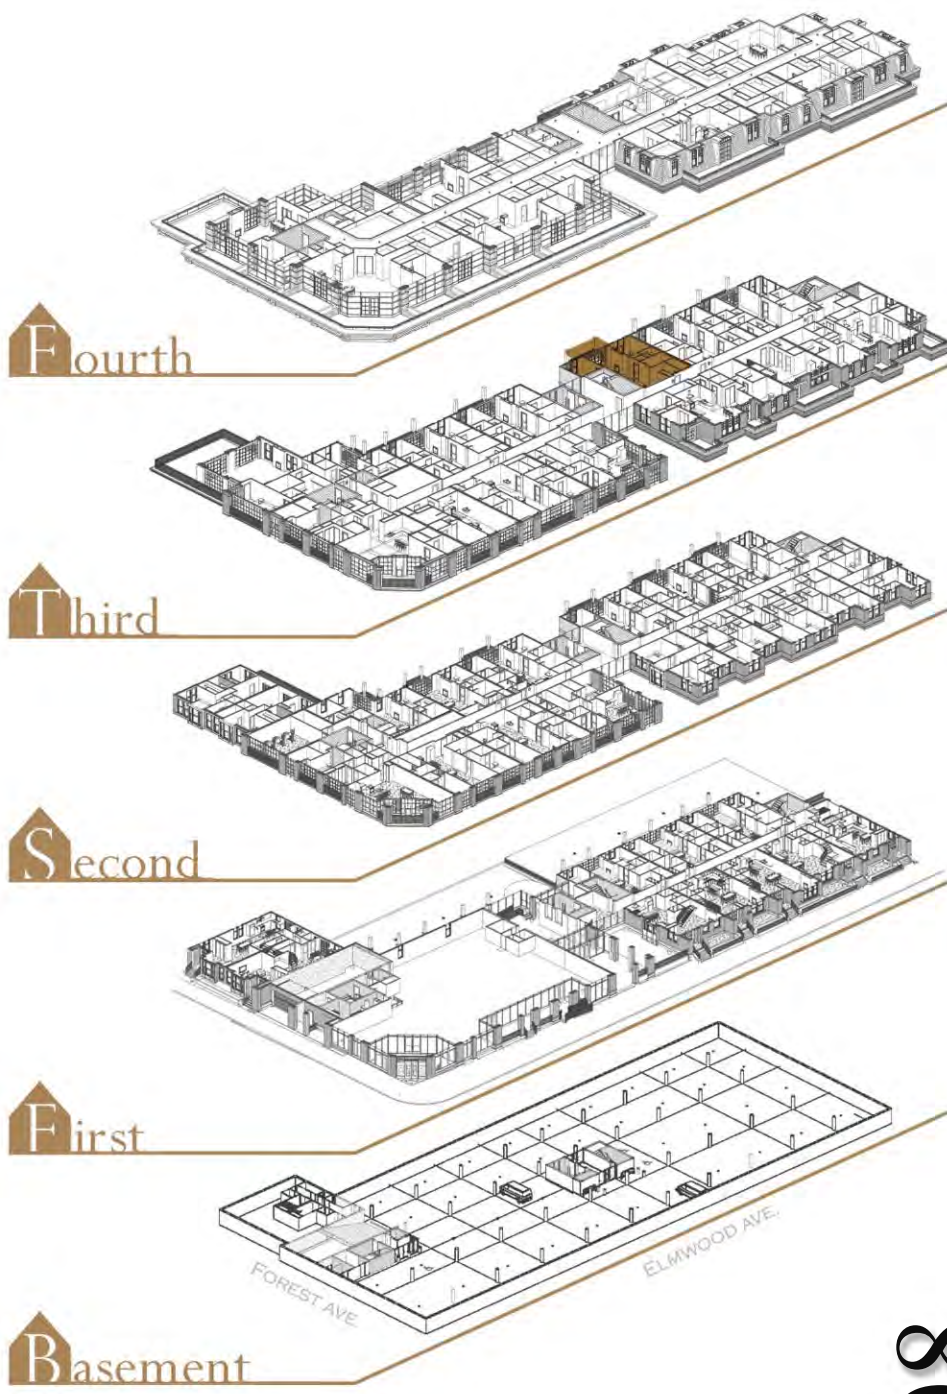 Fourth
Third
Second
First
FOREST AVE.
ELMWOOD AVE.
Basement